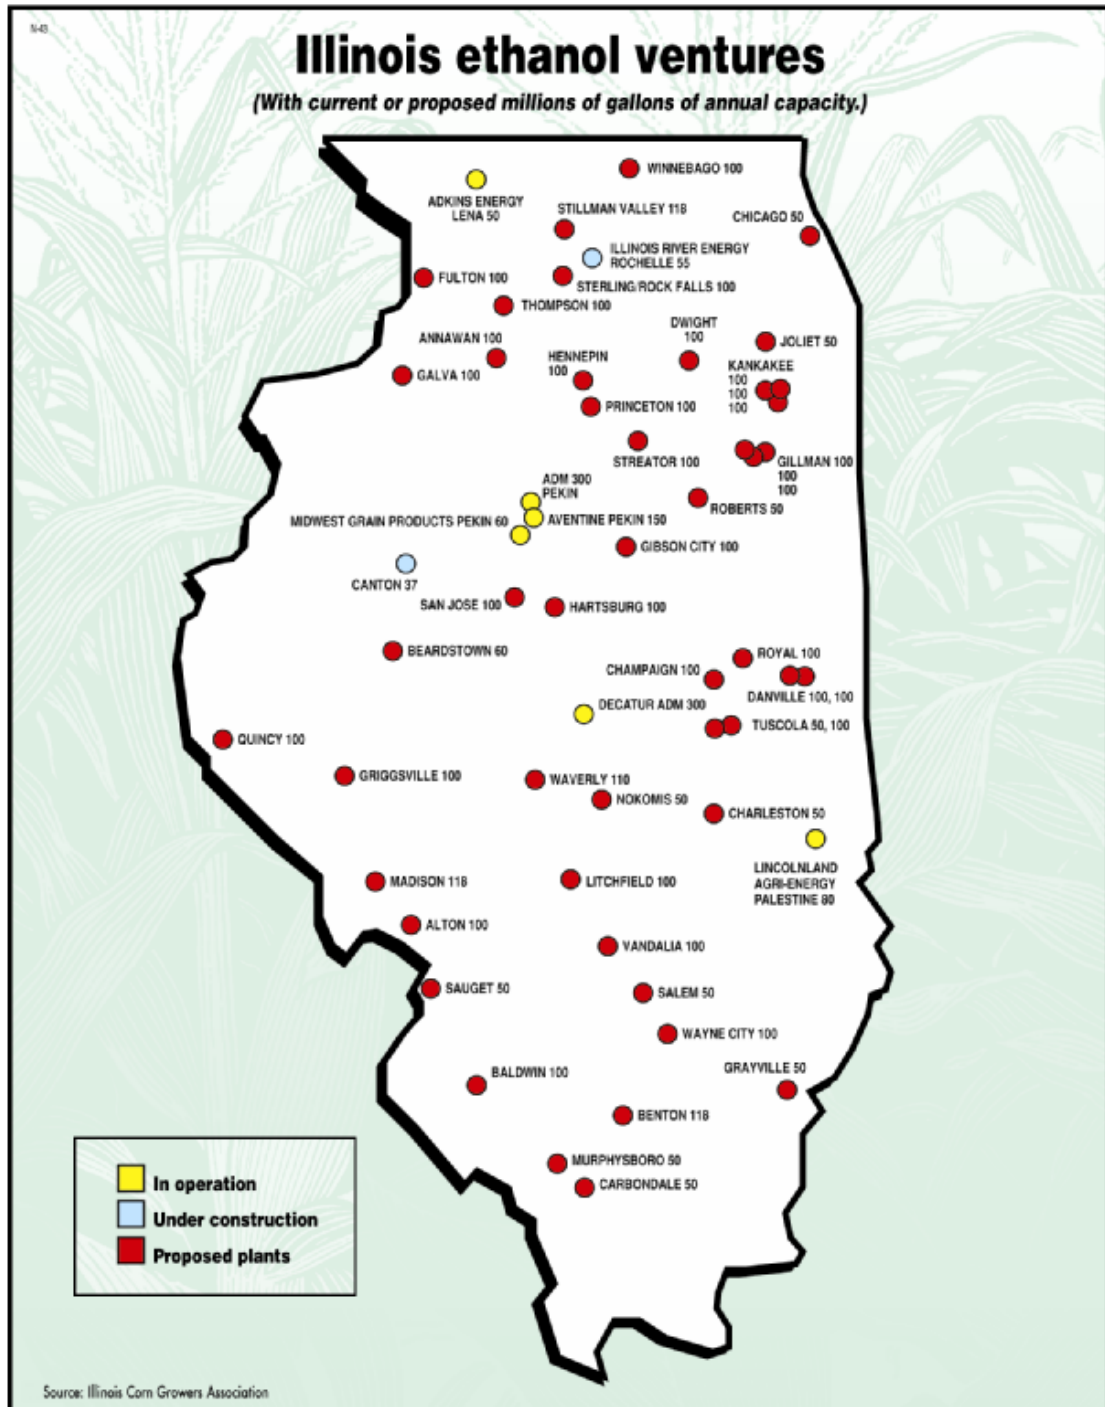 N-43
Illinois ethanol ventures
(With current or proposed millions of gallons of annual capacity.)
WINNEBAGO 100
ADKINS ENERGY
LENA 50
STILLMAN VALLEY 118
CHICAGO 50
ILLINOIS RIVER ENERGY
ROCHELLE 55
FULTON 100
STERLING/ROCK FALLS 100
THOMPSON 100
DWIGHT
100
ANNAWAN 100
JOLIET 50
HENNEPIN
100
KANKAKEE
100
100
100
GALVA 100
PRINCETON 100
STREATOR 100
GILLMAN 100
100
100
ADM 300
PEKIN
ROBERTS 50
MIDWEST GRAIN PRODUCTS PEKIN 60
AVENTINE PEKIN 150
GIBSON CITY 100
CANTON 37
SAN JOSE 100
HARTSBURG 100
BEARDSTOWN 60
ROYAL 100
CHAMPAIGN 100
DANVILLE 100, 100
DECATUR ADM 300
TUSCOLA 50, 100
QUINCY 100
GRIGGSVILLE 100
WAVERLY 110
NOKOMIS 50
CHARLESTON 50
LINCOLNLAND
AGRI-ENERGY
PALESTINE 80
MADISON 118
LITCHFIELD 100
ALTON 100
VANDALIA 100
SAUGET 50
SALEM 50
WAYNE CITY 100
BALDWIN 100
GRAYVILLE 50
BENTON 118
MURPHYSBORO 50
CARBONDALE 50
In operation
Under construction
Proposed plants
Source: Illinois Corn Growers Association